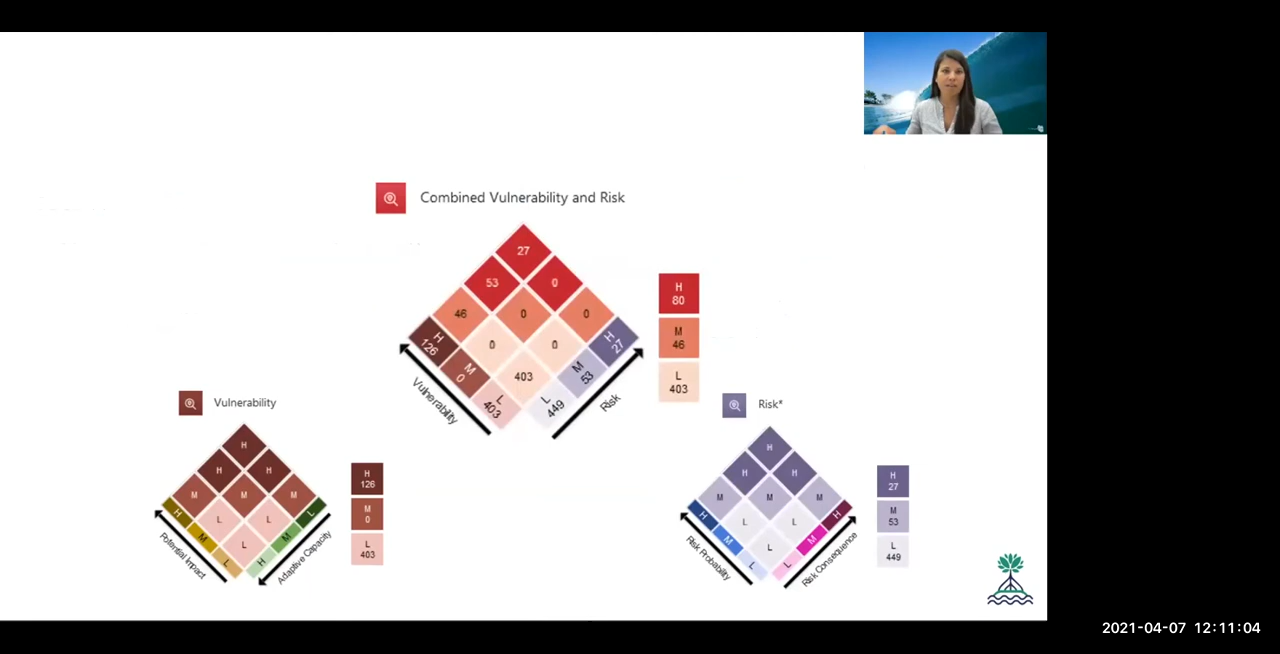 Combined Vulnerability and Risk
27
53 0
46 0 0
H 126
0 0
H 27
M 0
403
M 53
L 403
L 449
Vulnerability
Risk
H
80
M
46
L
403
Vulnerability
H
H H
M M M
H
L L
L
M
M
L
L
H
Potential Impact
Adaptive Capacity
H
126
M
0
L
403
Risk*
H
H H
M M M
H
L L
H
M
L
M
L
L
Risk Probability
Risk Consequence
H
27
M
53
L
449
2021-04-07 12:11:04